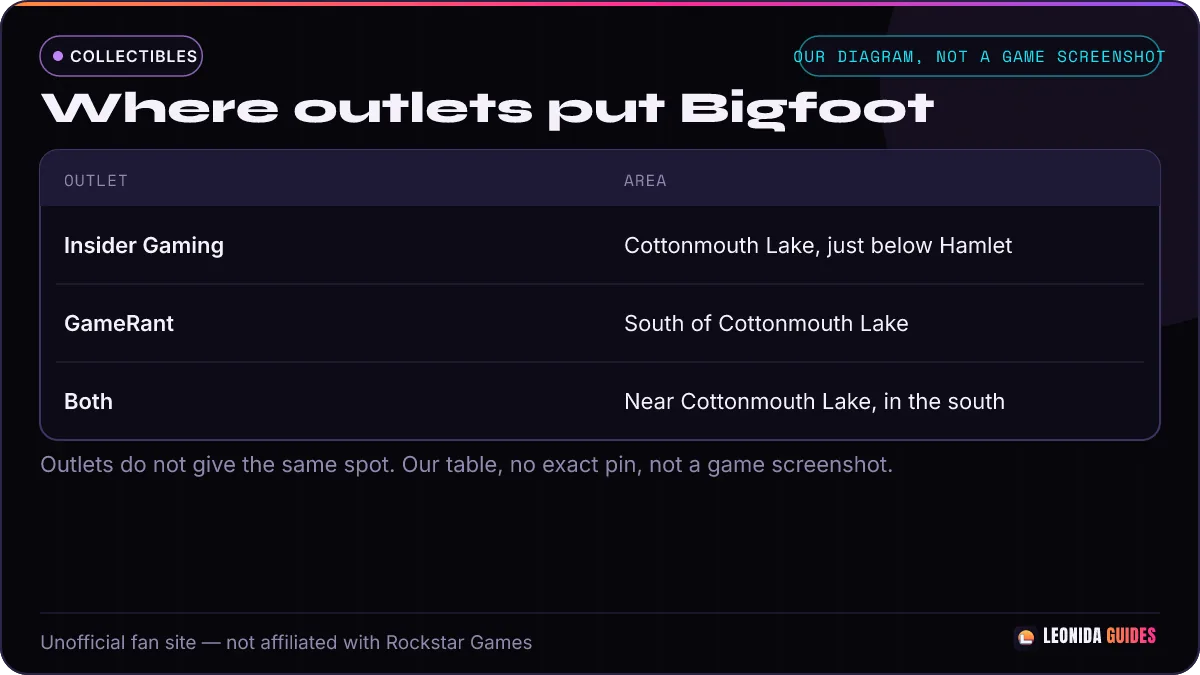 COLLECTIBLES
OUR DIAGRAM, NOT A GAME SCREENSHOT
Where outlets put Bigfoot
OUTLET AREA
Insider Gaming Cottonmouth Lake, just below Hamlet
GameRant South of Cottonmouth Lake
Both Near Cottonmouth Lake, in the south
Outlets do not give the same spot. Our table, no exact pin, not a game screenshot.
Unofficial fan site — not affiliated with Rockstar Games
LEONIDA GUIDES